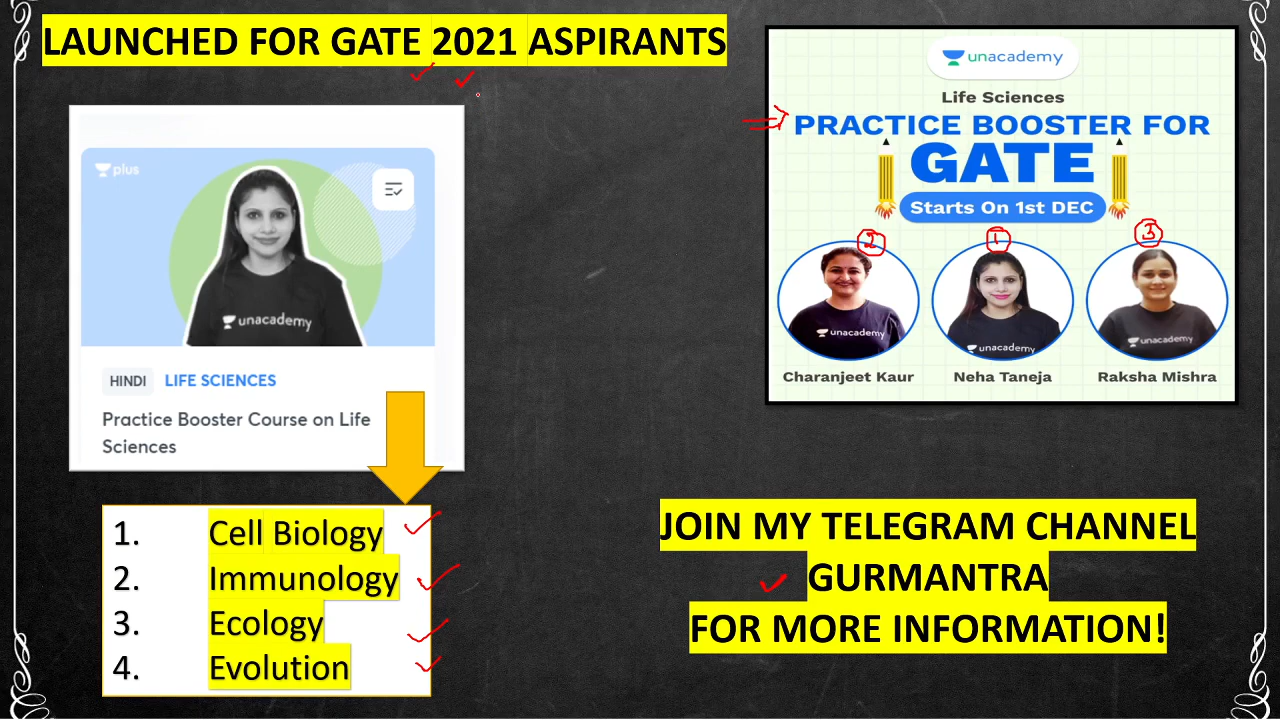 LAUNCHED FOR GATE 2021 ASPIRANTS
plus
unacademy
HINDI LIFE SCIENCES
Practice Booster Course on Life
Sciences
1. Cell Biology
2. Immunology
3. Ecology
4. Evolution
unacademy
Life Sciences
PRACTICE BOOSTER FOR
GATE
Starts On 1st DEC
2 1 3
unacademy unacademy unacademy
Charanjeet Kaur Neha Taneja Raksha Mishra
JOIN MY TELEGRAM CHANNEL
GURMANTRA
FOR MORE INFORMATION!